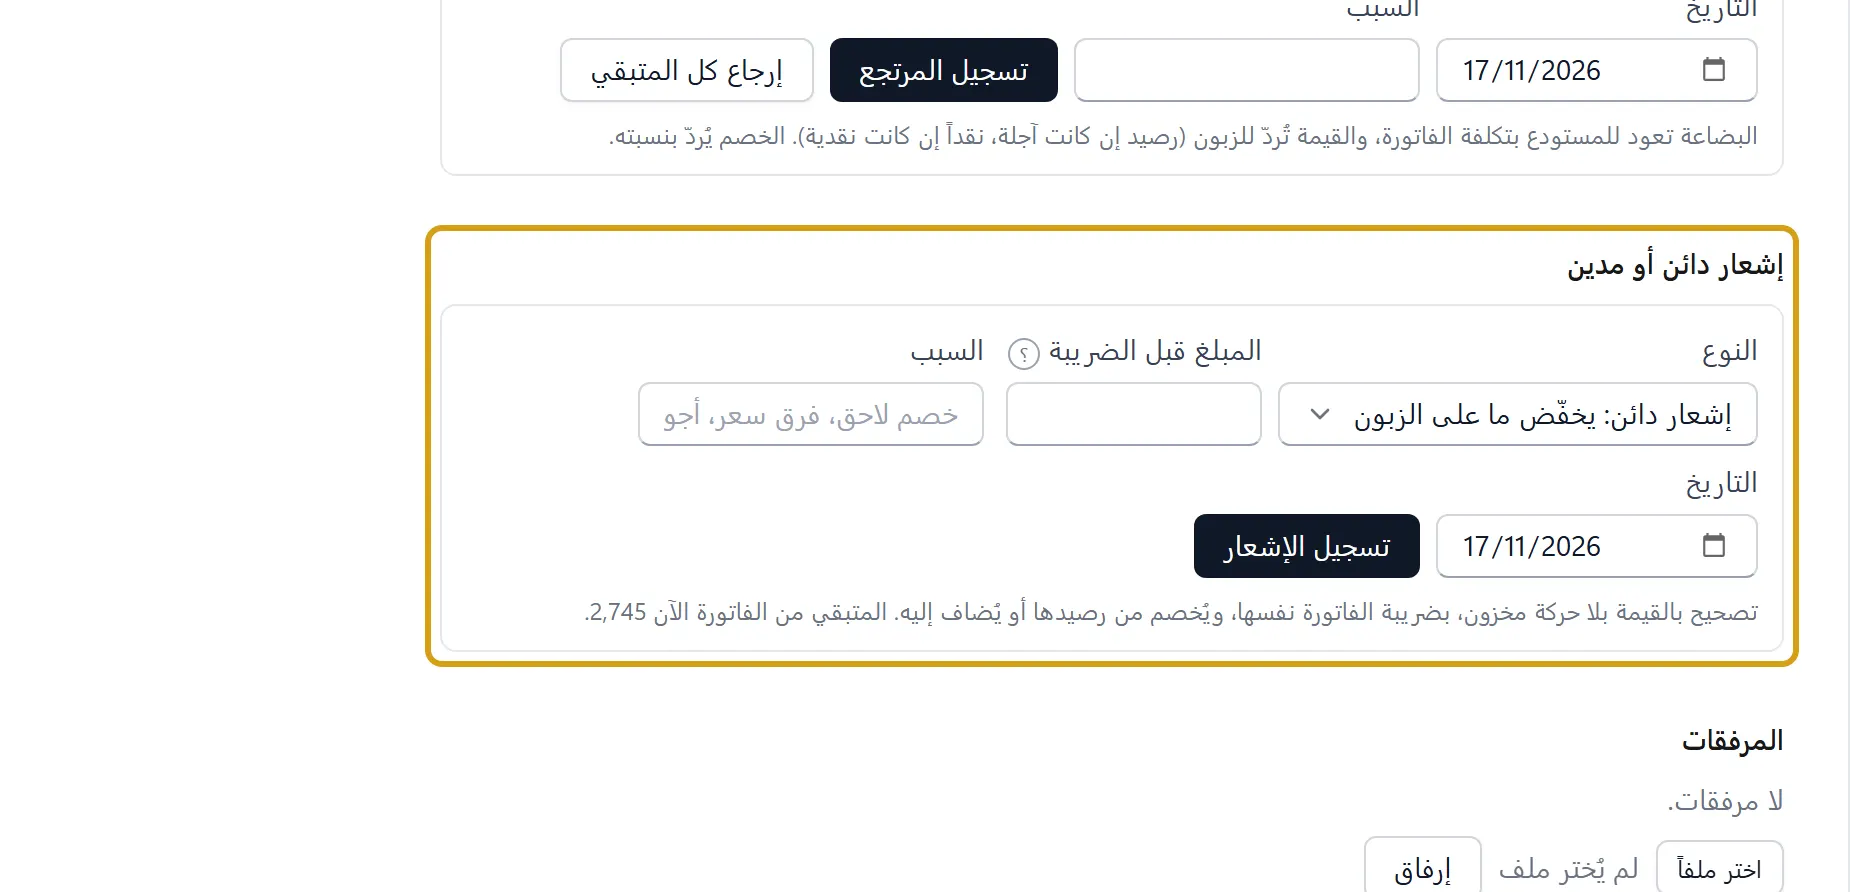 التاريخ السبب
17/11/2026 تسجيل المرتجع إرجاع كل المتبقي
البضاعة تعود للمستودع بتكلفة الفاتورة، والقيمة تُردّ للزبون (رصيد إن كانت آجلة، نقداً إن كانت نقدية). الخصم يُردّ بنسبته.
إشعار دائن أو مدين
النوع المبلغ قبل الضريبة ؟ السبب
إشعار دائن: يخفّض ما على الزبون خصم لاحق، فرق سعر، أجو
التاريخ
17/11/2026 تسجيل الإشعار
تصحيح بالقيمة بلا حركة مخزون، بضريبة الفاتورة نفسها، ويُخصم من رصيدها أو يُضاف إليه. المتبقي من الفاتورة الآن 2,745.
المرفقات
لا مرفقات.
اختر ملفاً لم يُختر ملف إرفاق